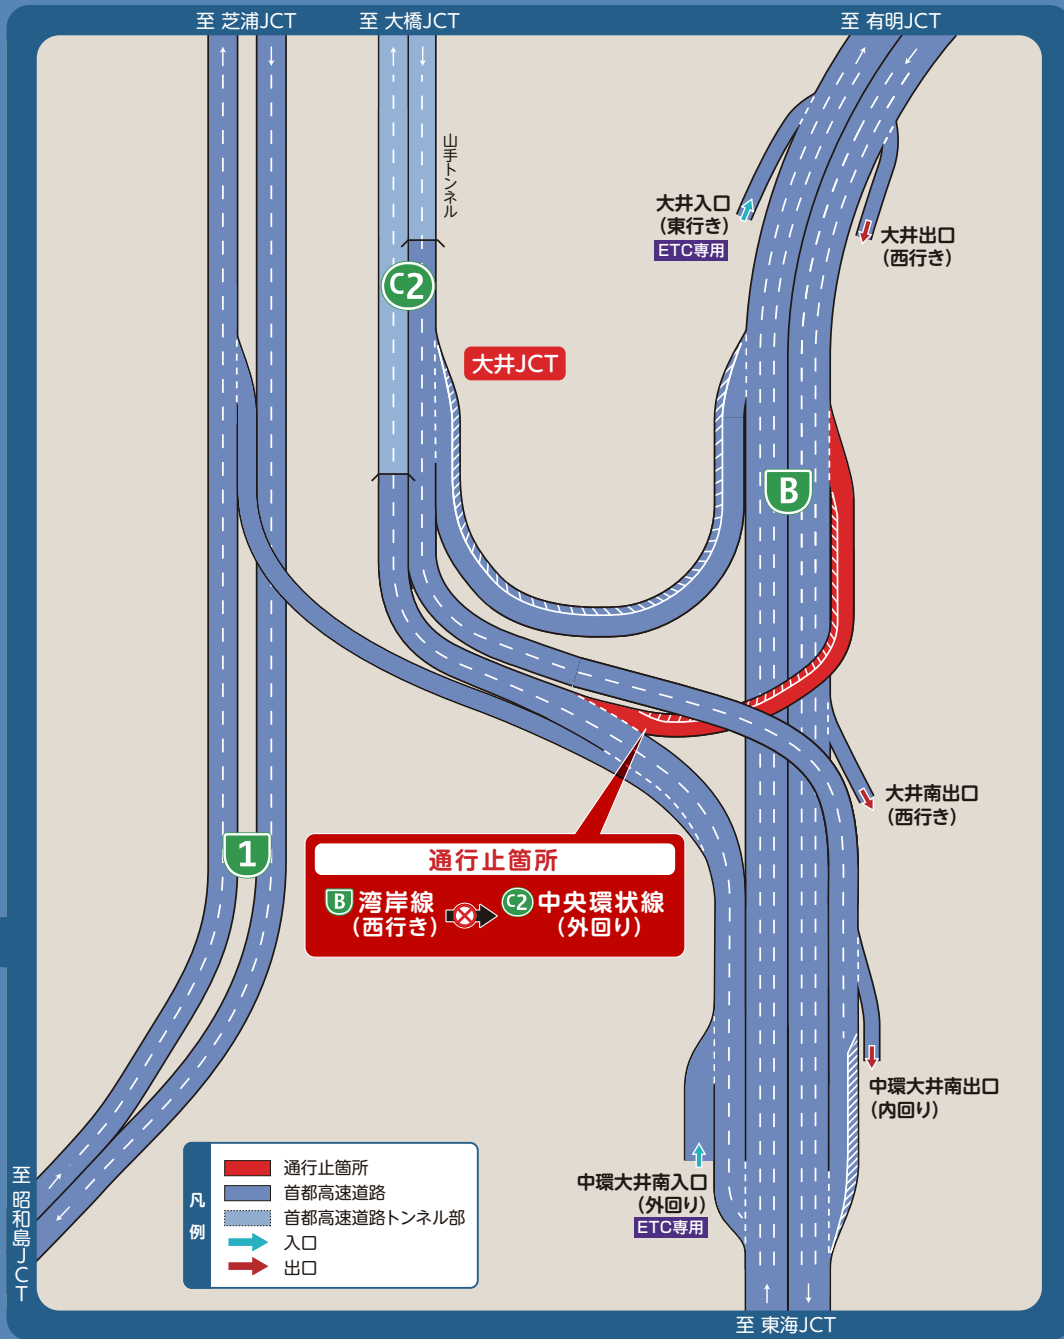 至 芝浦JCT
至 大橋JCT
至 有明JCT
山手トンネル
大井入口
(東行き)
ETC専用
大井出口
(西行き)
C2
大井JCT
B
大井南出口
(西行き)
1
通行止箇所
B 湾岸線
(西行き)
C2 中央環状線
(外回り)
中環大井南出口
(内回り)
中環大井南入口
(外回り)
ETC専用
至 昭和島JCT
凡例
通行止箇所
首都高速道路
首都高速道路トンネル部
入口
出口
至 東海JCT